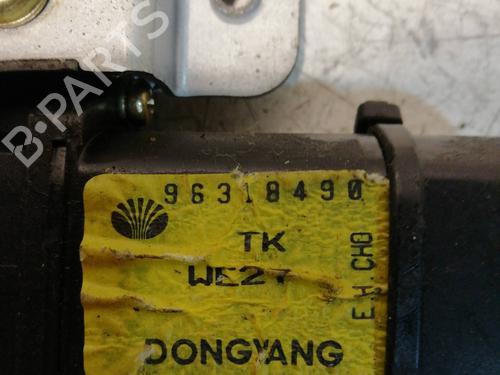 B-PARTS
96318490
TK
WE27
E.H.CHO
DONGYANG